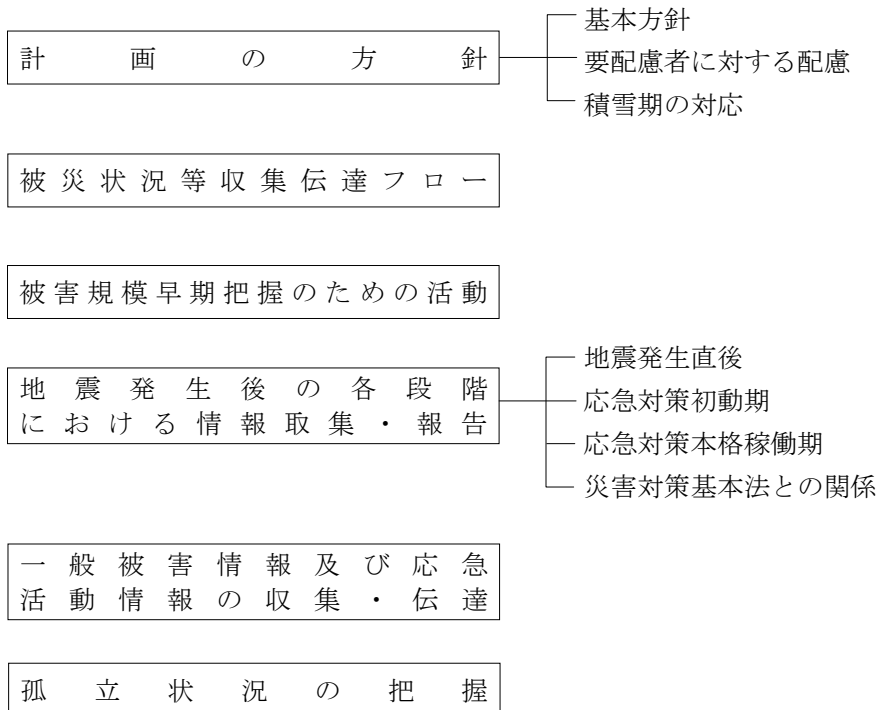 計画の方針
基本方針
要配慮者に対する配慮
積雪期の対応
被災状況等収集伝達フロー
被害規模早期把握のための活動
地震発生後の各段階
における情報取集・報告
地震発生直後
応急対策初動期
応急対策本格稼働期
災害対策基本法との関係
一般被害情報及び応急
活動情報の収集・伝達
孤立状況の把握